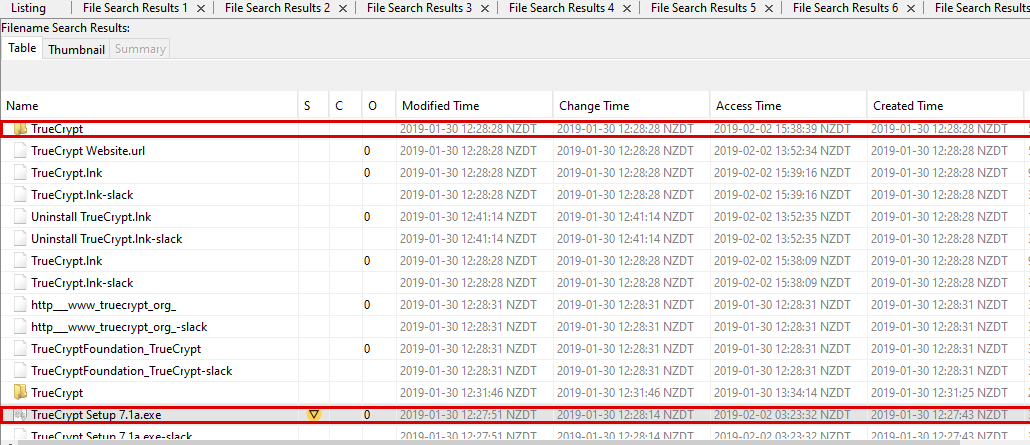 Listing File Search Results 1 × File Search Results 2 × File Search Results 3 × File Search Results 4 × File Search Results 5 × File Search Results 6 × File Search Results
Filename Search Results:
Table Thumbnail Summary
Name S C O Modified Time Change Time Access Time Created Time
TrueCrypt 2019-01-30 12:28:28 NZDT 2019-01-30 12:28:28 NZDT 2019-02-02 15:38:39 NZDT 2019-01-30 12:28:28 NZDT
TrueCrypt Website.url 0 2019-01-30 12:28:28 NZDT 2019-01-30 12:28:28 NZDT 2019-02-02 13:52:34 NZDT 2019-01-30 12:28:28 NZDT
TrueCrypt.lnk 0 2019-01-30 12:28:28 NZDT 2019-01-30 12:28:28 NZDT 2019-02-02 15:39:16 NZDT 2019-01-30 12:28:28 NZDT
TrueCrypt.lnk-slack 2019-01-30 12:28:28 NZDT 2019-01-30 12:28:28 NZDT 2019-02-02 15:39:16 NZDT 2019-01-30 12:28:28 NZDT
Uninstall TrueCrypt.lnk 0 2019-01-30 12:41:14 NZDT 2019-01-30 12:41:14 NZDT 2019-02-02 13:52:35 NZDT 2019-01-30 12:28:28 NZDT
Uninstall TrueCrypt.lnk-slack 2019-01-30 12:41:14 NZDT 2019-01-30 12:41:14 NZDT 2019-02-02 13:52:35 NZDT 2019-01-30 12:28:28 NZDT
TrueCrypt.lnk 0 2019-01-30 12:28:28 NZDT 2019-01-30 12:28:28 NZDT 2019-02-02 15:38:09 NZDT 2019-01-30 12:28:28 NZDT
TrueCrypt.lnk-slack 2019-01-30 12:28:28 NZDT 2019-01-30 12:28:28 NZDT 2019-02-02 15:38:09 NZDT 2019-01-30 12:28:28 NZDT
http___www_truecrypt_org_ 0 2019-01-30 12:28:31 NZDT 2019-01-30 12:28:31 NZDT 2019-01-30 12:28:31 NZDT 2019-01-30 12:28:31 NZDT
http___www_truecrypt_org_-slack 2019-01-30 12:28:31 NZDT 2019-01-30 12:28:31 NZDT 2019-01-30 12:28:31 NZDT 2019-01-30 12:28:31 NZDT
TrueCryptFoundation_TrueCrypt 0 2019-01-30 12:28:31 NZDT 2019-01-30 12:28:31 NZDT 2019-01-30 12:28:31 NZDT 2019-01-30 12:28:31 NZDT
TrueCryptFoundation_TrueCrypt-slack 2019-01-30 12:28:31 NZDT 2019-01-30 12:28:31 NZDT 2019-01-30 12:28:31 NZDT 2019-01-30 12:28:31 NZDT
TrueCrypt 2019-01-30 12:31:46 NZDT 2019-01-30 12:31:46 NZDT 2019-02-02 13:34:14 NZDT 2019-01-30 12:31:25 NZDT
TrueCrypt Setup 7.1a.exe 0 2019-01-30 12:27:51 NZDT 2019-01-30 12:28:14 NZDT 2019-02-02 03:23:32 NZDT 2019-01-30 12:27:43 NZDT
TrueCrypt Setup 7.1a.exe-slack 2019-01-30 12:27:51 NZDT 2019-01-30 12:28:14 NZDT 2019-02-02 03:23:32 NZDT 2019-01-30 12:27:43 NZDT